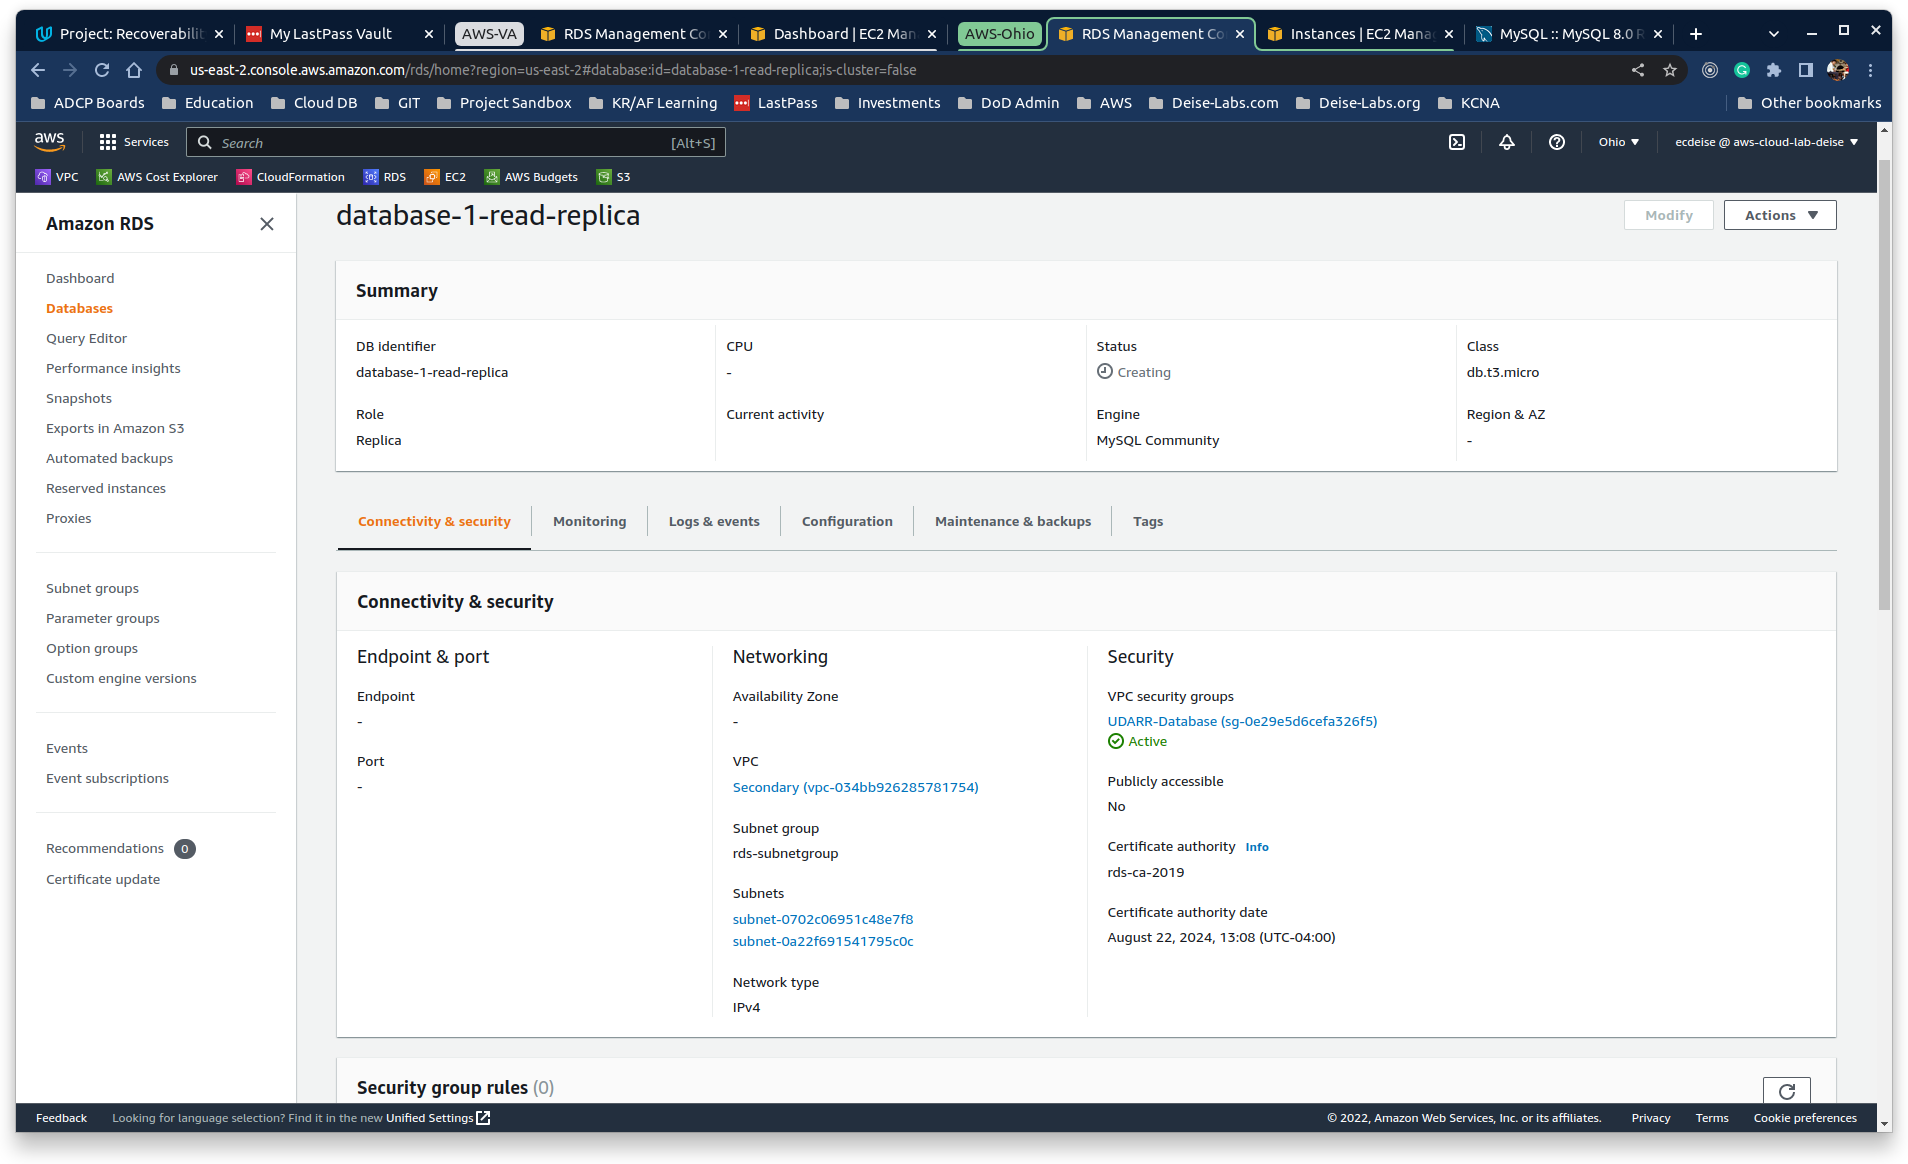 Project: Recoverabilit
My LastPass Vault
AWS-VA
RDS Management Co
Dashboard | EC2 Man
AWS-Ohio
RDS Management Co
Instances | EC2 Mana
MySQL :: MySQL 8.0 R
us-east-2.console.aws.amazon.com/rds/home?region=us-east-2#database:id=database-1-read-replica;is-cluster=false
ADCP Boards
Education
Cloud DB
GIT
Project Sandbox
KR/AF Learning
LastPass
Investments
DoD Admin
AWS
Deise-Labs.com
Deise-Labs.org
KCNA
Other bookmarks
aws
Services
Search
[Alt+S]
Ohio
ecdeise @ aws-cloud-lab-deise
VPC
AWS Cost Explorer
CloudFormation
RDS
EC2
AWS Budgets
S3
Amazon RDS
Dashboard
Databases
Query Editor
Performance insights
Snapshots
Exports in Amazon S3
Automated backups
Reserved instances
Proxies
Subnet groups
Parameter groups
Option groups
Custom engine versions
Events
Event subscriptions
Recommendations 0
Certificate update
database-1-read-replica
Modify
Actions
Summary
DB identifier
database-1-read-replica
CPU
-
Status
Creating
Class
db.t3.micro
Role
Replica
Current activity
Engine
MySQL Community
Region & AZ
-
Connectivity & security
Monitoring
Logs & events
Configuration
Maintenance & backups
Tags
Connectivity & security
Endpoint & port
Endpoint
-
Port
-
Networking
Availability Zone
-
VPC
Secondary (vpc-034bb926285781754)
Subnet group
rds-subnetgroup
Subnets
subnet-0702c06951c48e7f8
subnet-0a22f691541795c0c
Network type
IPv4
Security
VPC security groups
UDARR-Database (sg-0e29e5d6cefa326f5)
Active
Publicly accessible
No
Certificate authority Info
rds-ca-2019
Certificate authority date
August 22, 2024, 13:08 (UTC-04:00)
Security group rules (0)
Feedback
Looking for language selection? Find it in the new Unified Settings
© 2022, Amazon Web Services, Inc. or its affiliates.
Privacy
Terms
Cookie preferences